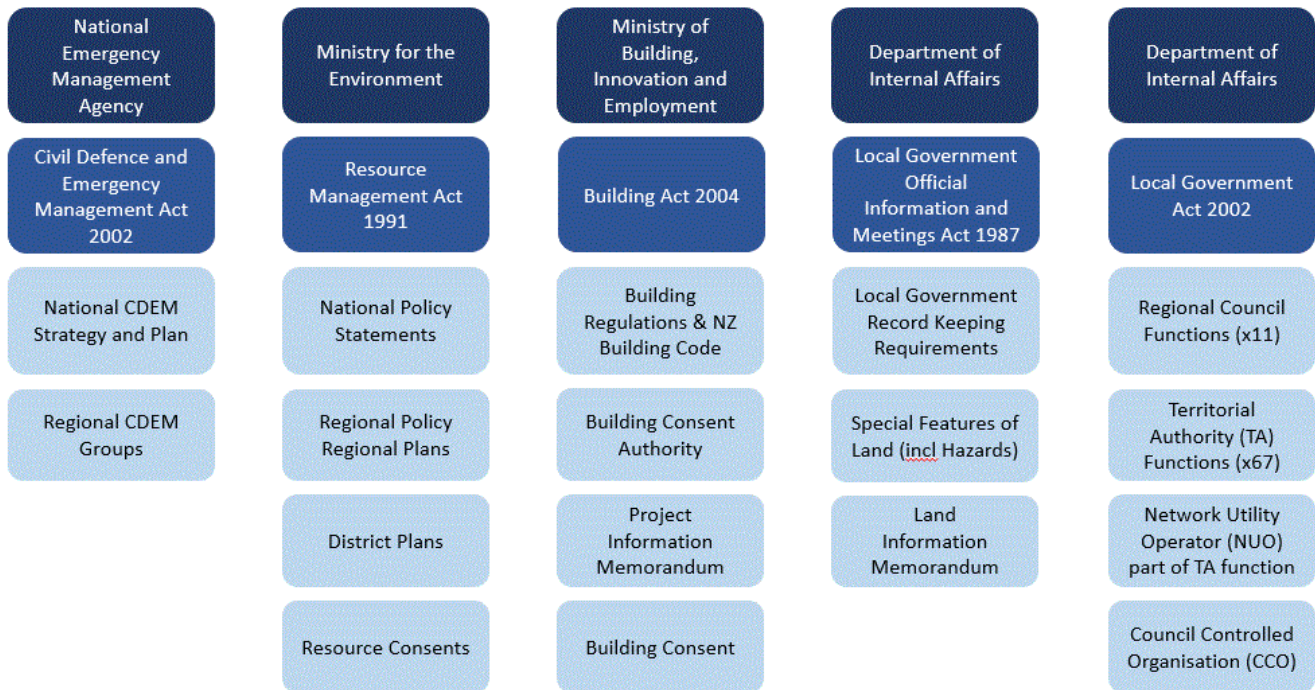 National
Emergency
Management
Agency
Ministry for the
Environment
Ministry of
Building,
Innovation and
Employment
Department of
Internal Affairs
Department of
Internal Affairs
Civil Defence and
Emergency
Management Act
2002
Resource
Management Act
1991
Building Act 2004
Local Government
Official
Information and
Meetings Act 1987
Local Government
Act 2002
National CDEM
Strategy and Plan
National Policy
Statements
Building
Regulations & NZ
Building Code
Local Government
Record Keeping
Requirements
Regional Council
Functions (x11)
Regional CDEM
Groups
Regional Policy
Regional Plans
Building Consent
Authority
Special Features of
Land (incl Hazards)
Territorial
Authority (TA)
Functions (x67)
District Plans
Project
Information
Memorandum
Land
Information
Memorandum
Network Utility
Operator (NUO)
part of TA function
Resource Consents
Building Consent
Council Controlled
Organisation (CCO)